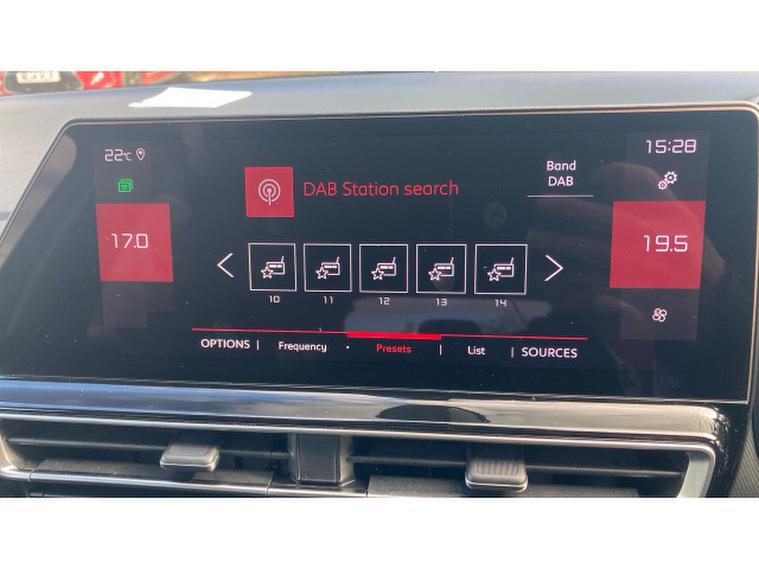 22°C
15:28
DAB Station search
Band
DAB
17.0
19.5
10 11 12 13 14
OPTIONS | Frequency • Presets | List | SOURCES